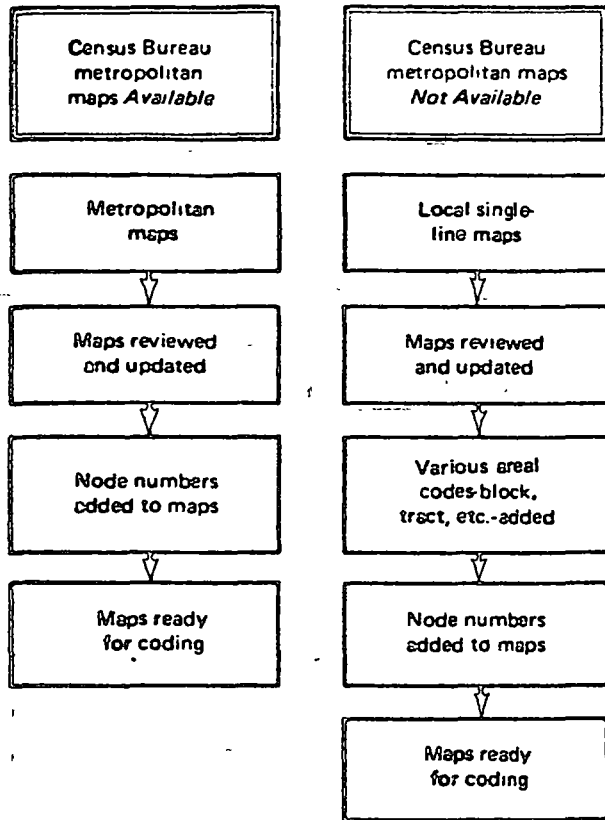 Census Bureau
metropolitan
maps Available
Metropolitan
maps
Maps reviewed
and updated
Node numbers
added to maps
Maps ready
for coding
Census Bureau
metropolitan maps
Not Available
Local single-
line maps
Maps reviewed
and updated
Various areal
codes-block,
tract, etc.-added
Node numbers
added to maps
Maps ready
for coding